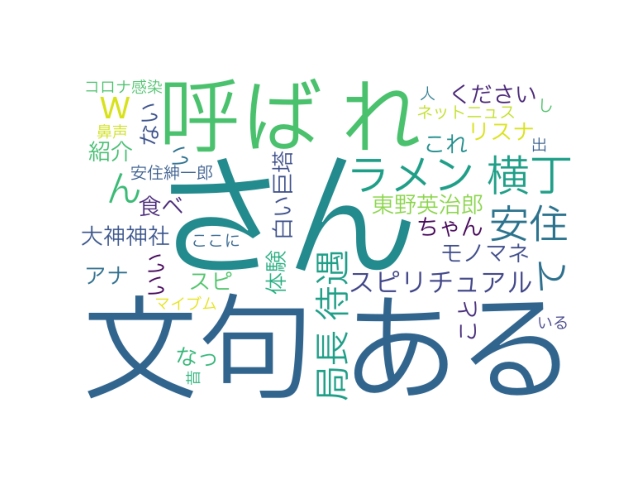 コロナ感染
呼ばれ
人
ください
W
ない
ネットニュス
し
鼻声
これ
リスナ
出
紹介
い
白い巨塔
ラメン
横丁
安住紳一郎
さん
ん
食べ
東野英治郎
安住
ちゃん
大神神社
ここに
モノマネ
アナ
いい
スピ
体験
局長
待遇
スピリチュアル
て
そこ
マイブム
文句
ある
なっ
昔
いる